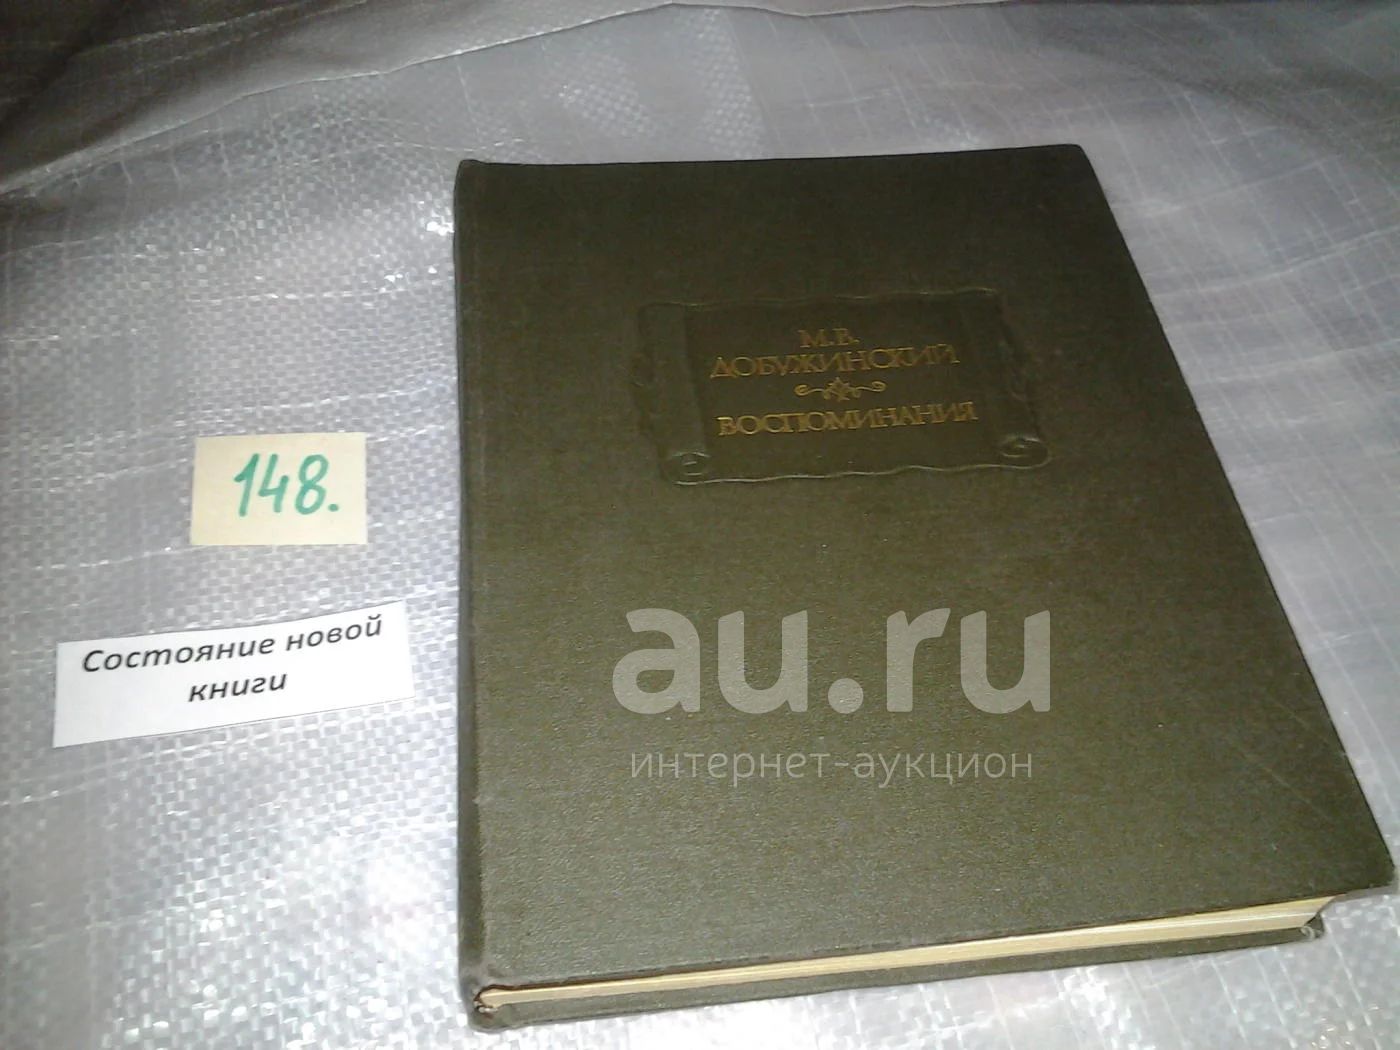 М.В.
ДОБУЖИНСКИЙ
ВОСПОМИНАНИЯ
148.
Состояние новой
книги
au.ru
интернет-аукцион